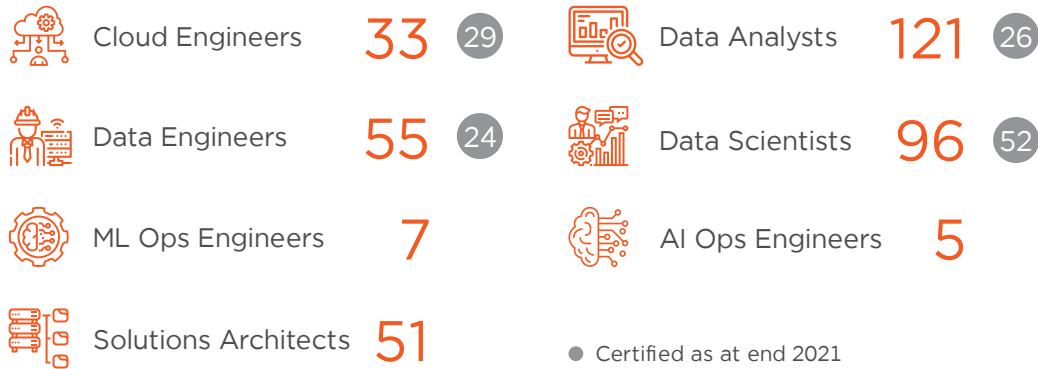 Cloud Engineers 33 29
Data Analysts 121 26
Data Engineers 55 24
Data Scientists 96 52
ML Ops Engineers 7
AI Ops Engineers 5
Solutions Architects 51
Certified as at end 2021